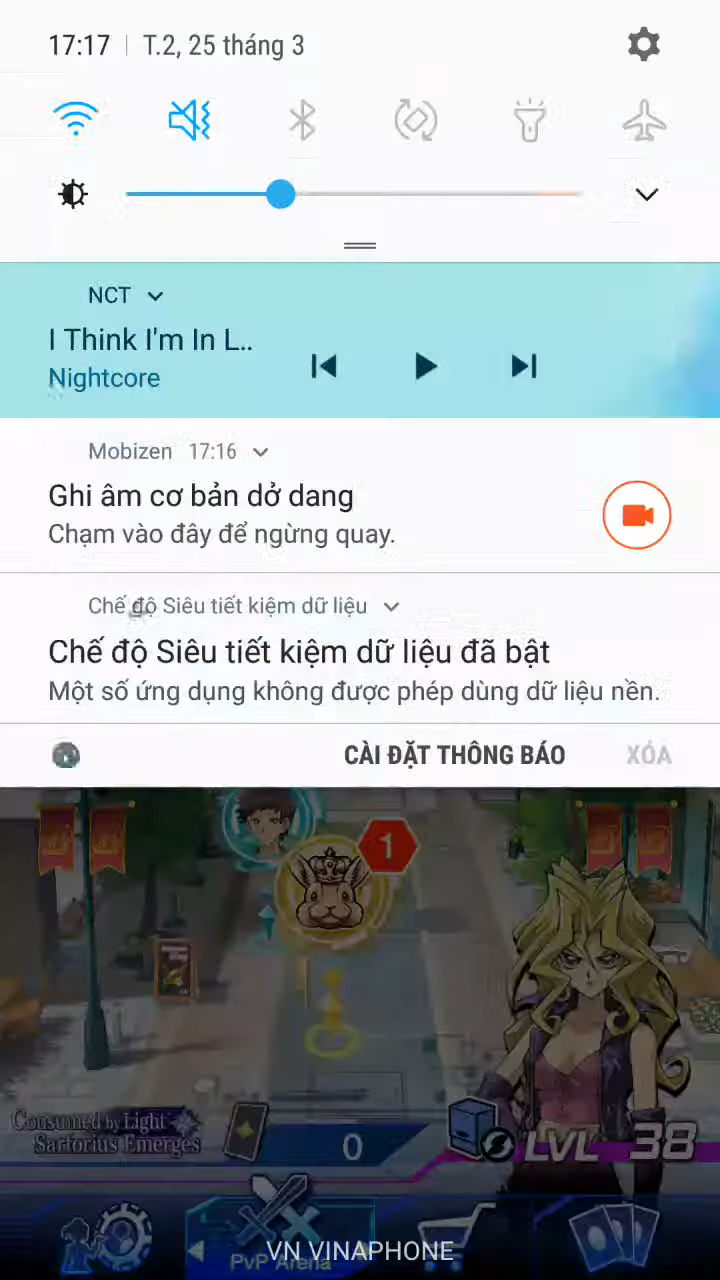 17:17 T.2, 25 tháng 3
NCT
I Think I'm In L..
Nightcore
Mobizen 17:16
Ghi âm cơ bản dở dang
Chạm vào đây để ngừng quay.
Chế độ Siêu tiết kiệm dữ liệu
Chế độ Siêu tiết kiệm dữ liệu đã bật
Một số ứng dụng không được phép dùng dữ liệu nền.
CÀI ĐẶT THÔNG BÁO XÓA
1
Consumed by Light
Sartorius Emerges
0
LVL 38
VN VINAPHONE
PvP Arena